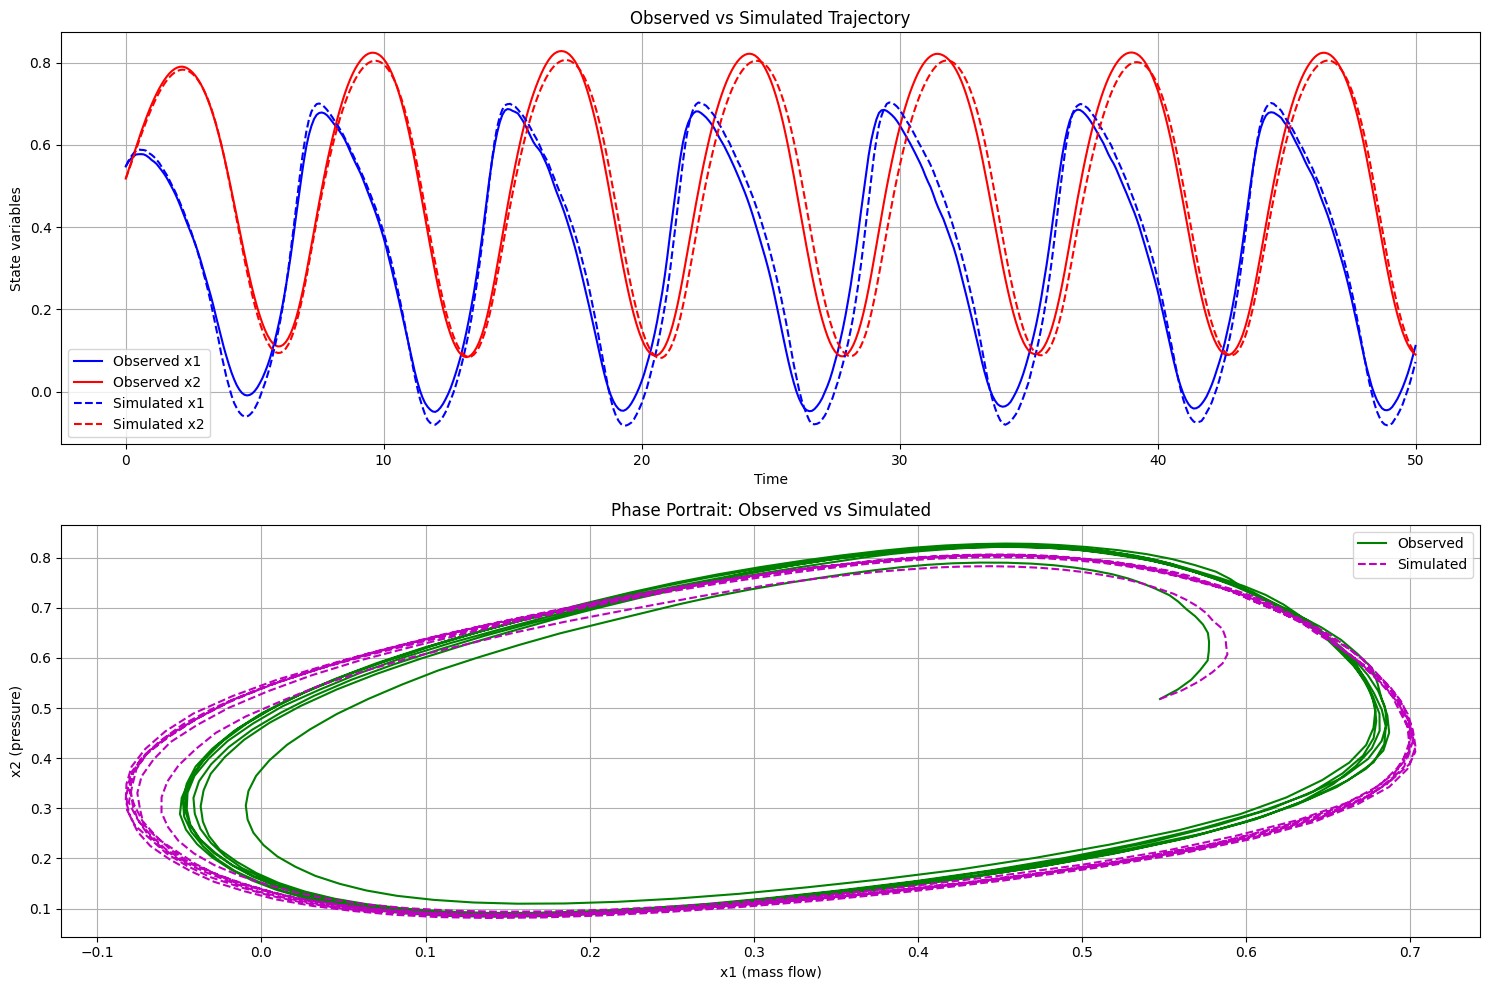 Observed vs Simulated Trajectory
State variables
0.8
0.6
0.4
0.2
0.0
Observed x1
Observed x2
Simulated x1
Simulated x2
0 10 20 30 40 50
Time
Phase Portrait: Observed vs Simulated
x2 (pressure)
0.8
0.7
0.6
0.5
0.4
0.3
0.2
0.1
Observed
Simulated
−0.1 0.0 0.1 0.2 0.3 0.4 0.5 0.6 0.7
x1 (mass flow)